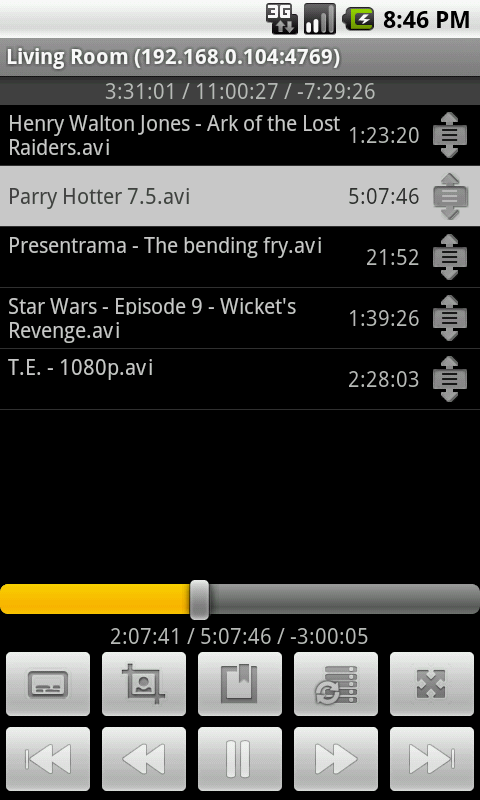 3G 8:46 PM
Living Room (192.168.0.104:4769)
3:31:01 / 11:00:27 / -7:29:26
Henry Walton Jones - Ark of the Lost
Raiders.avi
1:23:20
Parry Hotter 7.5.avi 5:07:46
Presentrama - The bending fry.avi
21:52
Star Wars - Episode 9 - Wicket's
Revenge.avi
1:39:26
T.E. - 1080p.avi
2:28:03
2:07:41 / 5:07:46 / -3:00:05